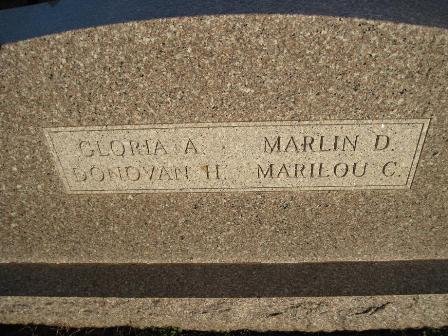 GLORIA A. MARLIN D.
DONOVAN H. MARILOU C.